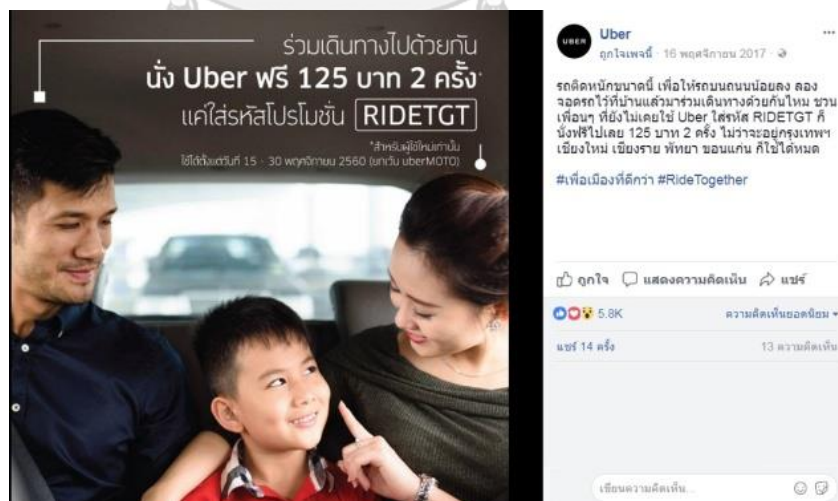 ร่วมเดินทางไปด้วยกัน
นั่ง Uber ฟรี 125 บาท 2 ครั้ง*
แค่ใส่รหัสโปรโมชั่น RIDETGT
*สำหรับผู้ใช้ใหม่เท่านั้น
ใช้ได้ตั้งแต่วันที่ 15 - 30 พฤศจิกายน 2560 (ยกเว้น uberMOTO)
UBER
Uber
ถูกใจเพจนี้ · 16 พฤศจิกายน 2017 ·
รถติดหนักขนาดนี้ เพื่อให้รถบนถนนน้อยลง ลอง
จอดรถไว้ที่บ้านแล้วมาร่วมเดินทางด้วยกันไหม ชวน
เพื่อนๆ ที่ยังไม่เคยใช้ Uber ใส่รหัส RIDETGT ก็
นั่งฟรีไปเลย 125 บาท 2 ครั้ง ไม่ว่าจะอยู่กรุงเทพฯ
เชียงใหม่ เชียงราย พัทยา ขอนแก่น ก็ใช้ได้หมด
#เพื่อเมืองที่ดีกว่า #RideTogether
ถูกใจ แสดงความคิดเห็น แชร์
5.8K ความคิดเห็นยอดนิยม
แชร์ 14 ครั้ง 13 ความคิดเห็น
เขียนความคิดเห็น...